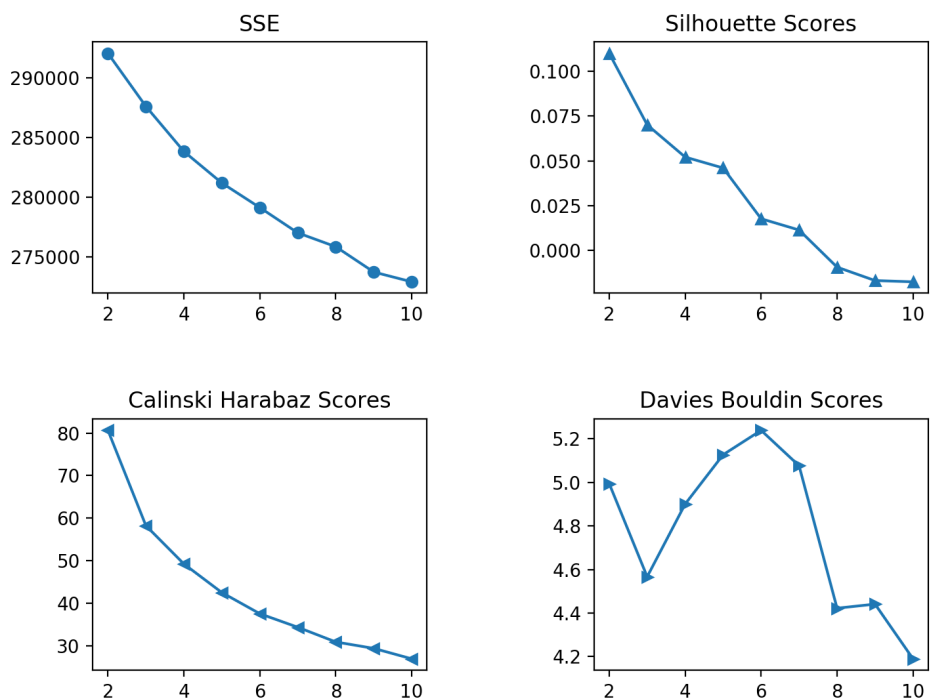 SSE
290000
285000
280000
275000
2 4 6 8 10
Silhouette Scores
0.100
0.075
0.050
0.025
0.000
2 4 6 8 10
Calinski Harabaz Scores
80
70
60
50
40
30
2 4 6 8 10
Davies Bouldin Scores
5.2
5.0
4.8
4.6
4.4
4.2
2 4 6 8 10